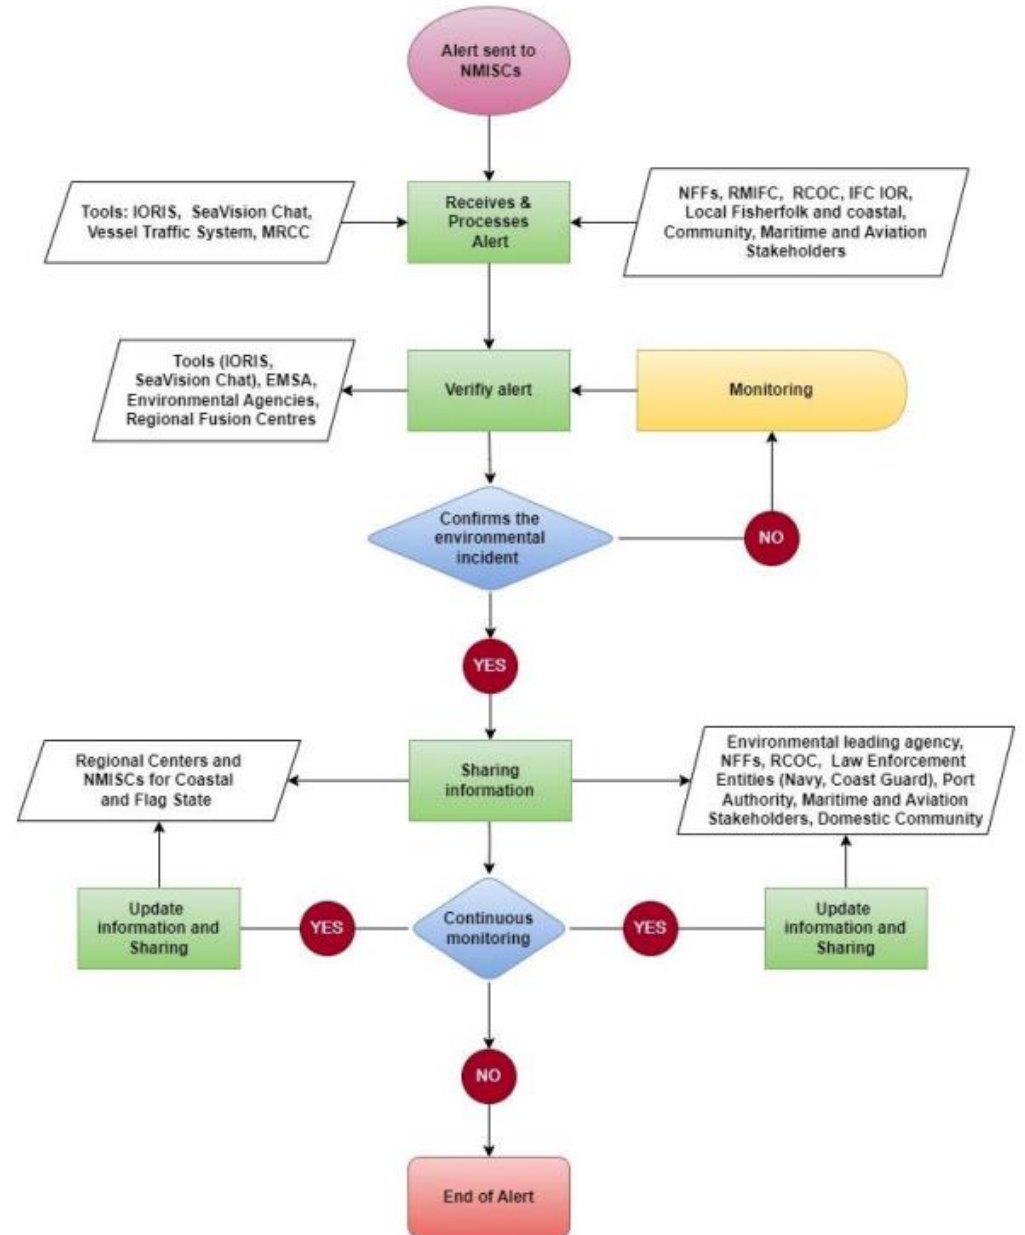 Alert sent to
NMISCs
Tools: IORIS, SeaVision Chat,
Vessel Traffic System, MRCC
Receives &
Processes
Alert
NFFs, RMIFC, RCOC, IFC IOR,
Local Fisherfolk and coastal,
Community, Maritime and Aviation
Stakeholders
Tools (IORIS,
SeaVision Chat), EMSA,
Environmental Agencies,
Regional Fusion Centres
Verifiy alert
Monitoring
Confirms the
environmental
incident
NO
YES
Regional Centers and
NMISCs for Coastal
and Flag State
Sharing
information
Environmental leading agency,
NFFs, RCOC, Law Enforcement
Entities (Navy, Coast Guard), Port
Authority, Maritime and Aviation
Stakeholders, Domestic Community
Update
information and
Sharing
YES
Continuous
monitoring
YES
Update
information and
Sharing
NO
End of Alert